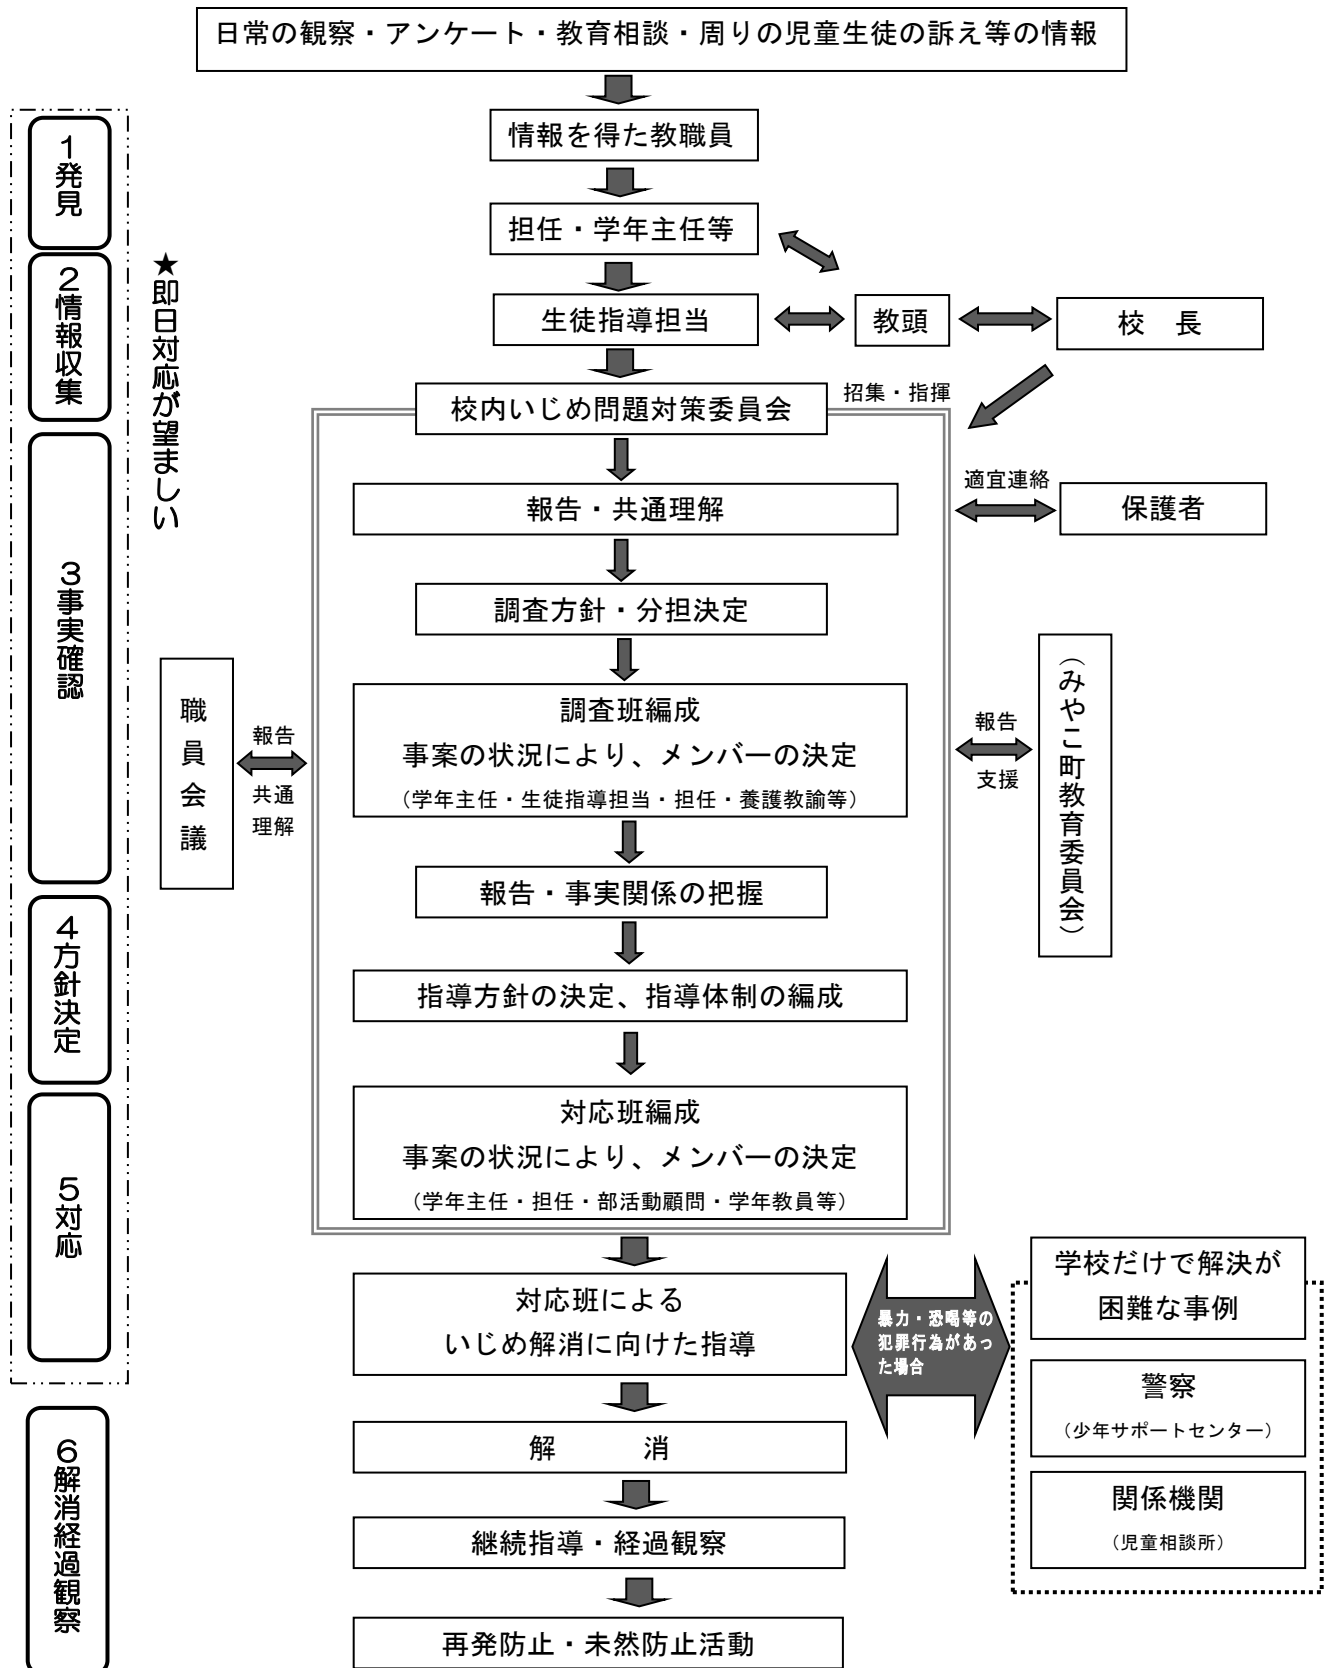 日常の観察・アンケート・教育相談・周りの児童生徒の訴え等の情報
情報を得た教職員
担任・学年主任等
生徒指導担当
教頭
校　長
招集・指揮
校内いじめ問題対策委員会
報告・共通理解
適宜連絡
保護者
調査方針・分担決定
調査班編成
事案の状況により、メンバーの決定
（学年主任・生徒指導担当・担任・養護教諭等）
職員会議
報告
共通
理解
報告
支援
（みやこ町教育委員会）
報告・事実関係の把握
指導方針の決定、指導体制の編成
対応班編成
事案の状況により、メンバーの決定
（学年主任・担任・部活動顧問・学年教員等）
対応班による
いじめ解消に向けた指導
暴力・恐喝等の
犯罪行為があっ
た場合
学校だけで解決が
困難な事例
警察
（少年サポートセンター）
関係機関
（児童相談所）
解　　　消
継続指導・経過観察
再発防止・未然防止活動
１発見
２情報収集
３事実確認
４方針決定
５対応
６解消経過観察
★即日対応が望ましい